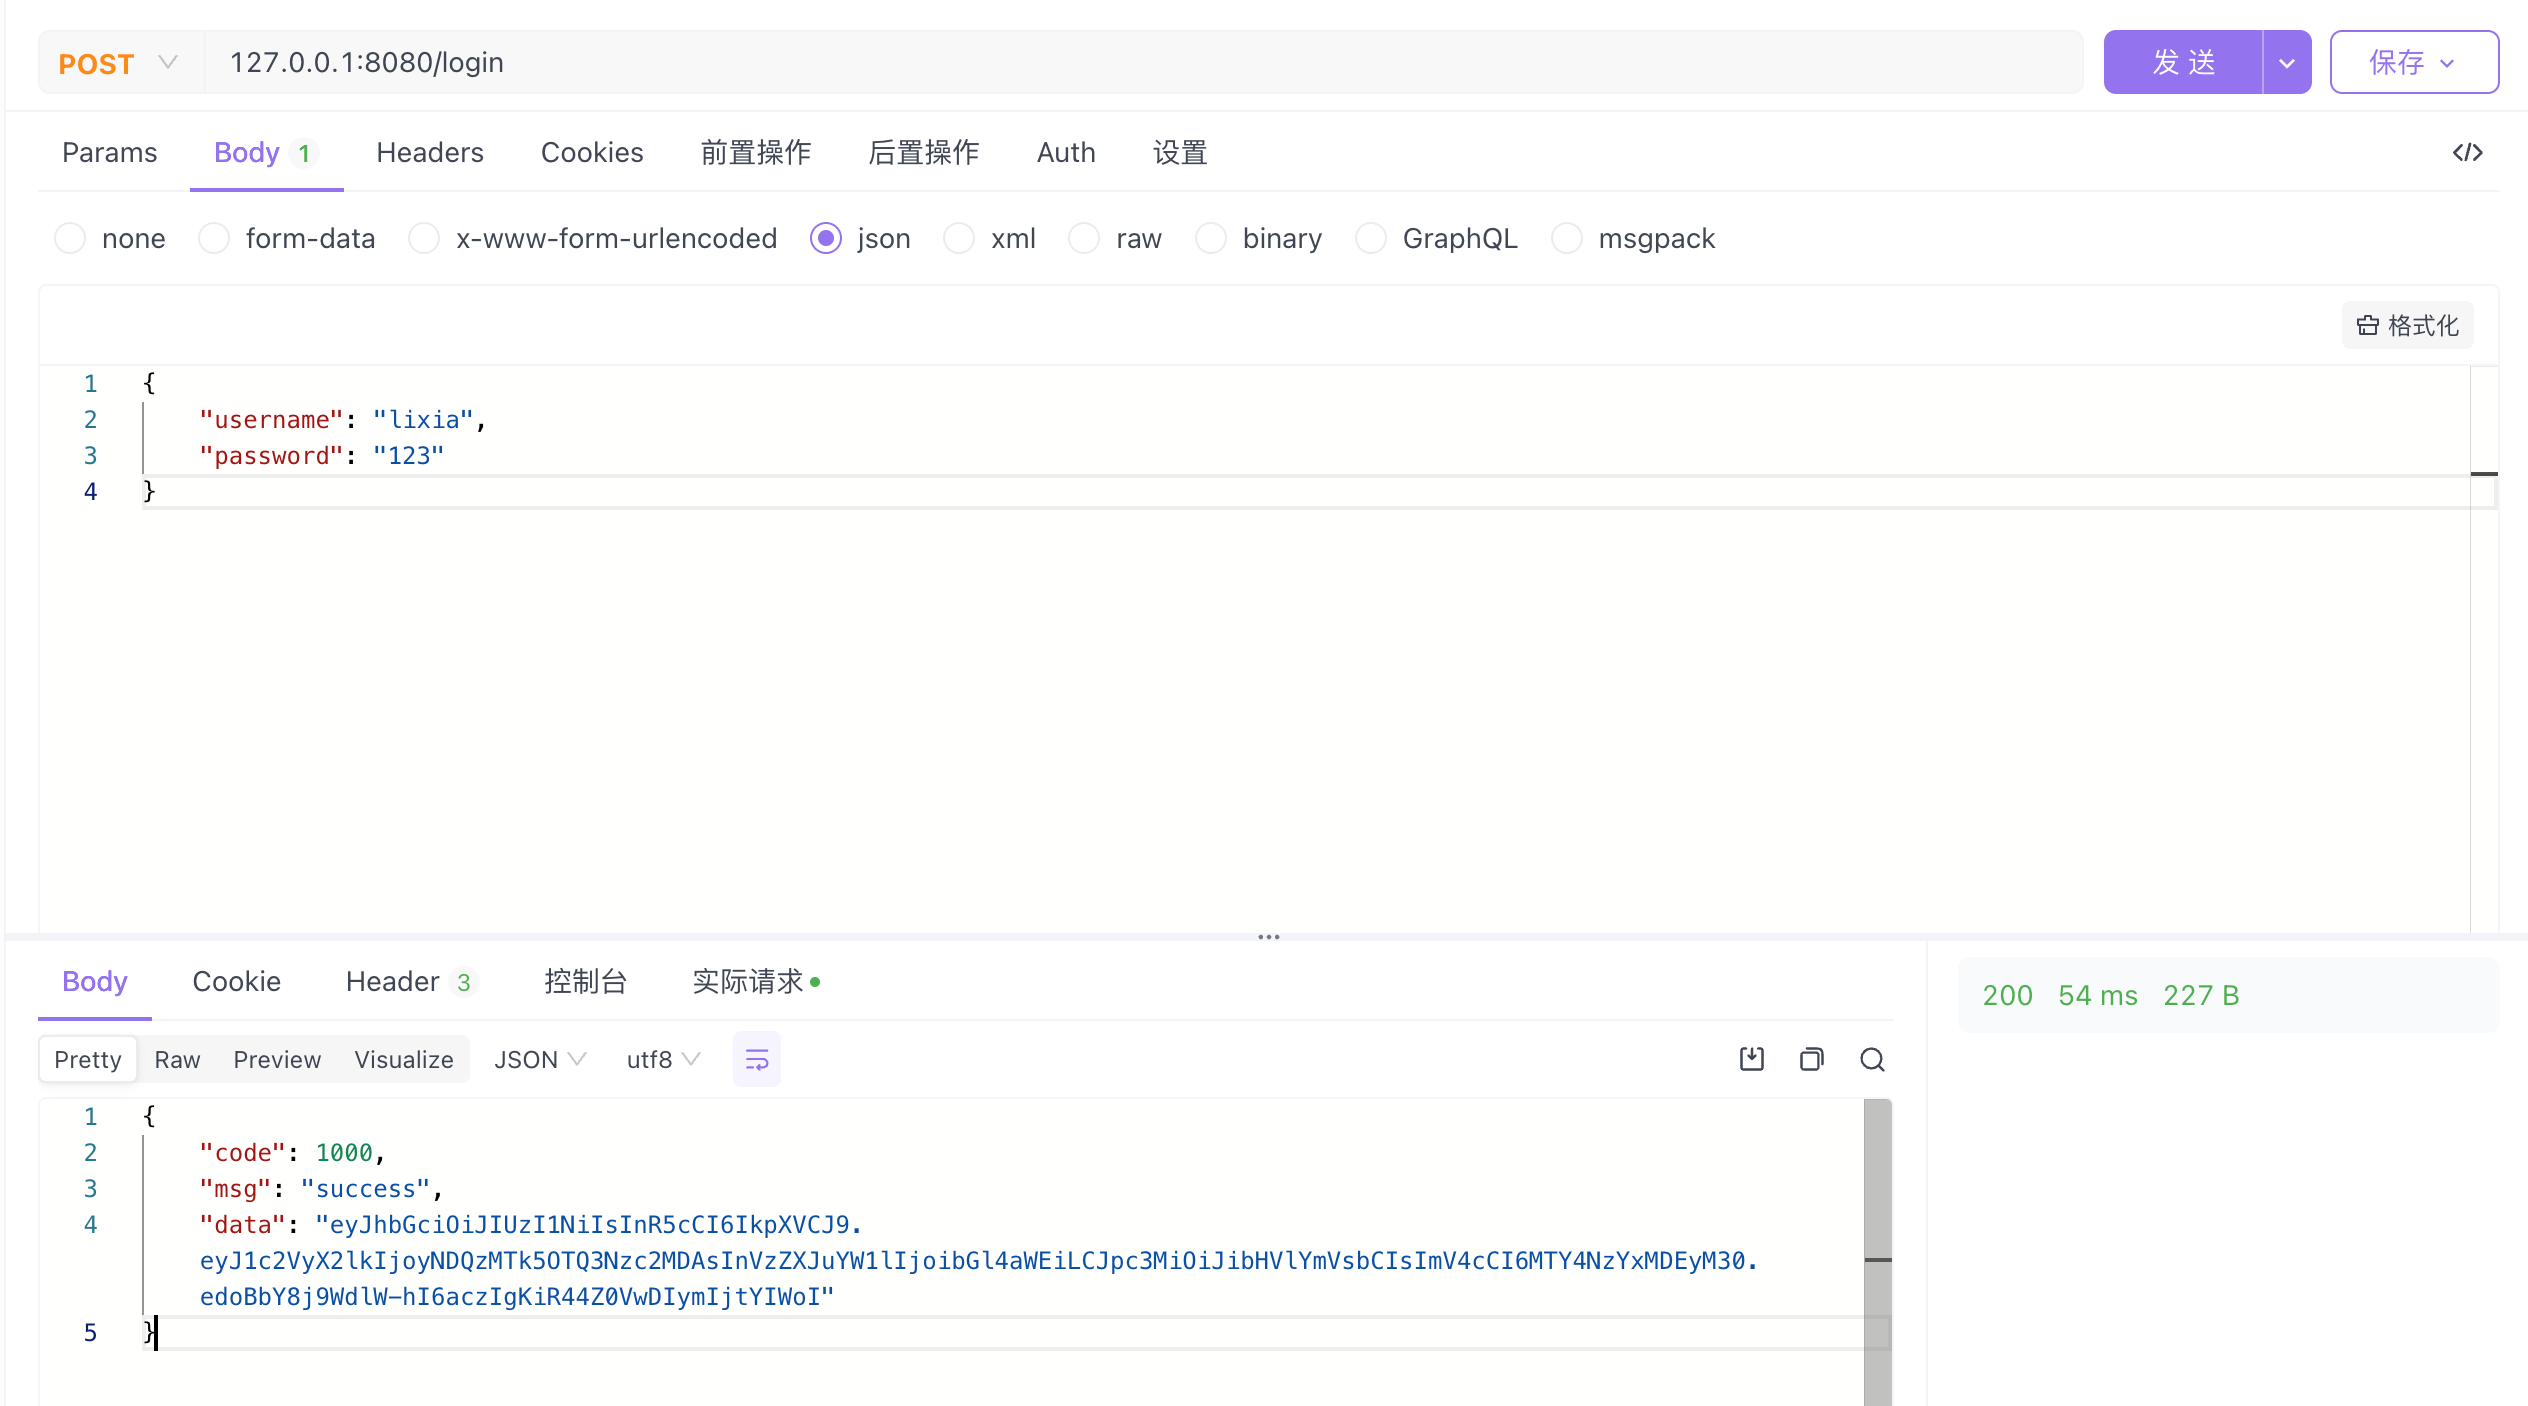 POST 127.0.0.1:8080/login 发 送 保存
Params Body 1 Headers Cookies 前置操作 后置操作 Auth 设置 </>
none form-data x-www-form-urlencoded json xml raw binary GraphQL msgpack
格式化
1 {
2 "username": "lixia",
3 "password": "123"
4 }
Body Cookie Header 3 控制台 实际请求
200 54 ms 227 B
Pretty Raw Preview Visualize JSON utf8
1 {
2 "code": 1000,
3 "msg": "success",
4 "data": "eyJhbGciOiJIUzI1NiIsInR5cCI6IkpXVCJ9.
eyJ1c2VyX2lkIjoyNDQzMTk5OTQ3Nzc2MDAsInVzZXJuYW1lIjoibGl4aWEiLCJpc3MiOiJibHVlYmVsbCIsImV4cCI6MTY4NzYxMDEyM30.
edoBbY8j9WdlW-hI6aczIgKiR44Z0VwDIymIjtYIWoI"
5 }